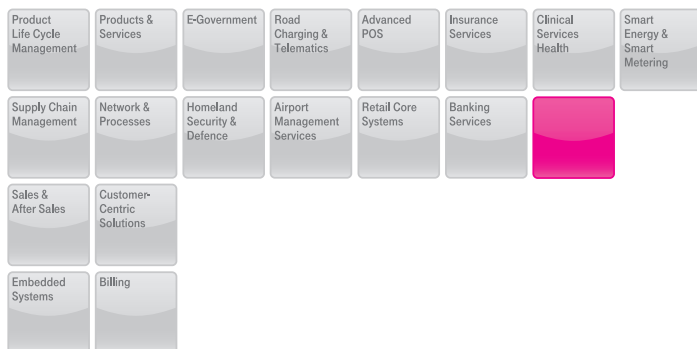 Product
Life Cycle
Management
Products &
Services
E-Government
Road
Charging &
Telematics
Advanced
POS
Insurance
Services
Clinical
Services
Health
Smart
Energy &
Smart
Metering
Supply Chain
Management
Network &
Processes
Homeland
Security &
Defence
Airport
Management
Services
Retail Core
Systems
Banking
Services
Sales &
After Sales
Customer-
Centric
Solutions
Embedded
Systems
Billing